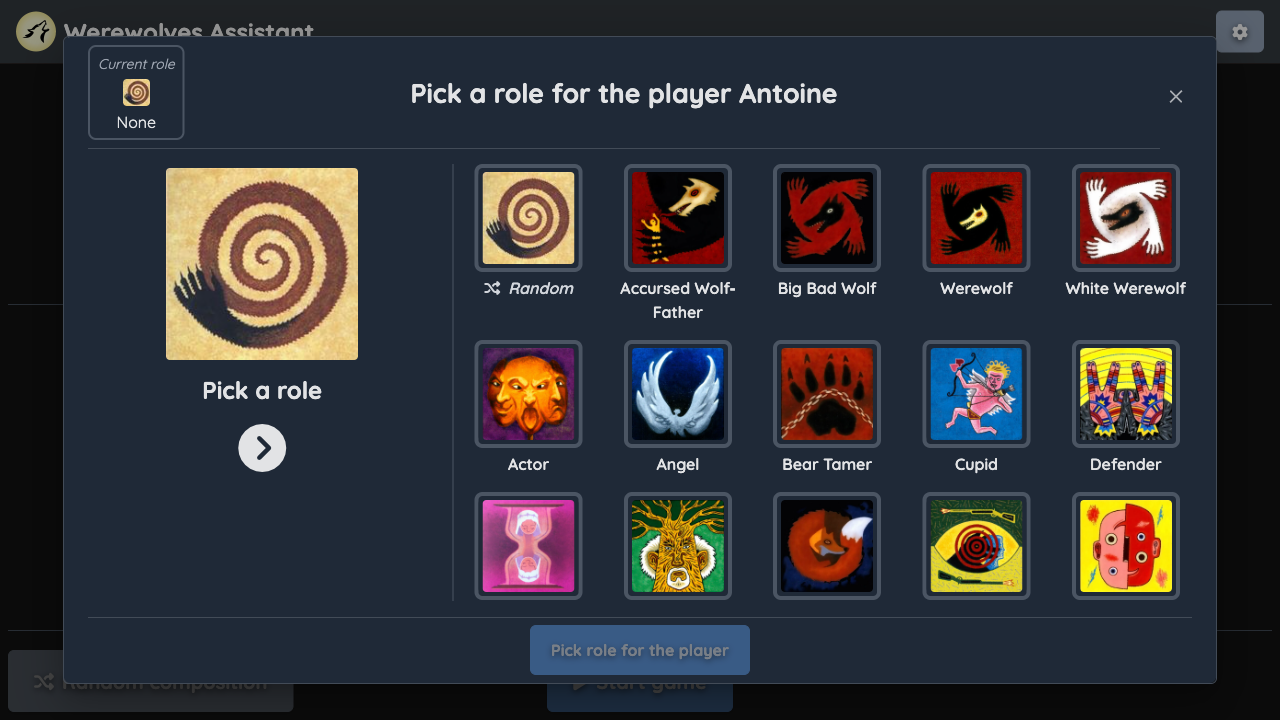 Werewolves Assistant
Current role
None
Pick a role for the player Antoine
Pick a role
Random
Accursed Wolf-
Father
Big Bad Wolf
Werewolf
White Werewolf
Actor
Angel
Bear Tamer
Cupid
Defender
Pick role for the player
Random Composition
Start game